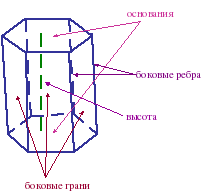 основания
боковые ребра
высота
боковые грани